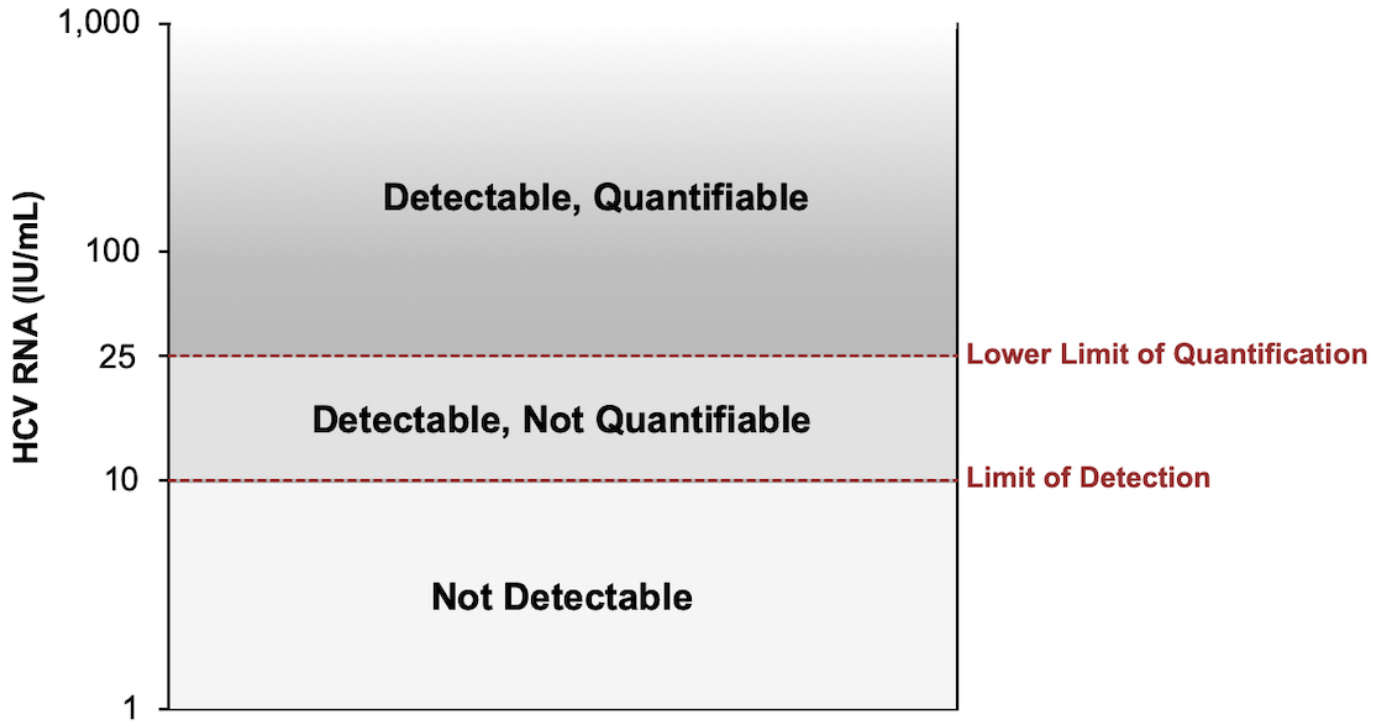 1,000
Detectable, Quantifiable
HCV RNA (IU/mL)
100
25
Lower Limit of Quantification
Detectable, Not Quantifiable
10
Limit of Detection
Not Detectable
1